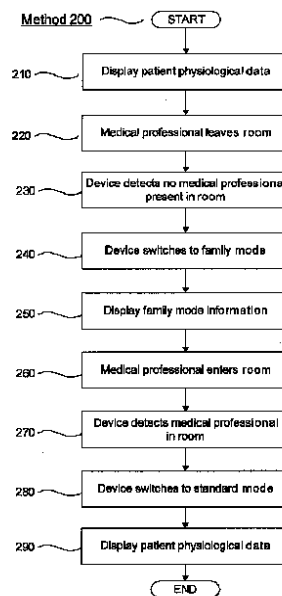 Method 200
START
210
Display patient physiological data
220
Medical professional leaves room
230
Device detects no medical professional
present in room
240
Device switches to family mode
250
Display family mode information
260
Medical professional enters room
270
Device detects medical professional
in room
280
Device switches to standard mode
290
Display patient physiological data
END